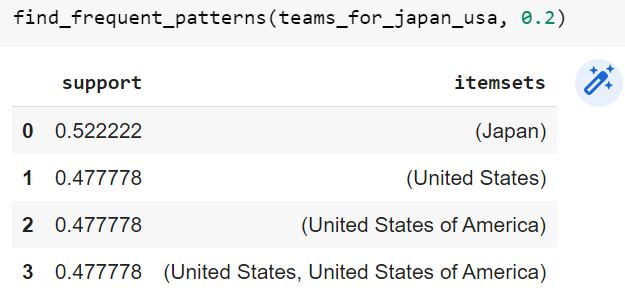 find_frequent_patterns(teams_for_japan_usa, 0.2)
support itemsets
0 0.522222 (Japan)
1 0.477778 (United States)
2 0.477778 (United States of America)
3 0.477778 (United States, United States of America)